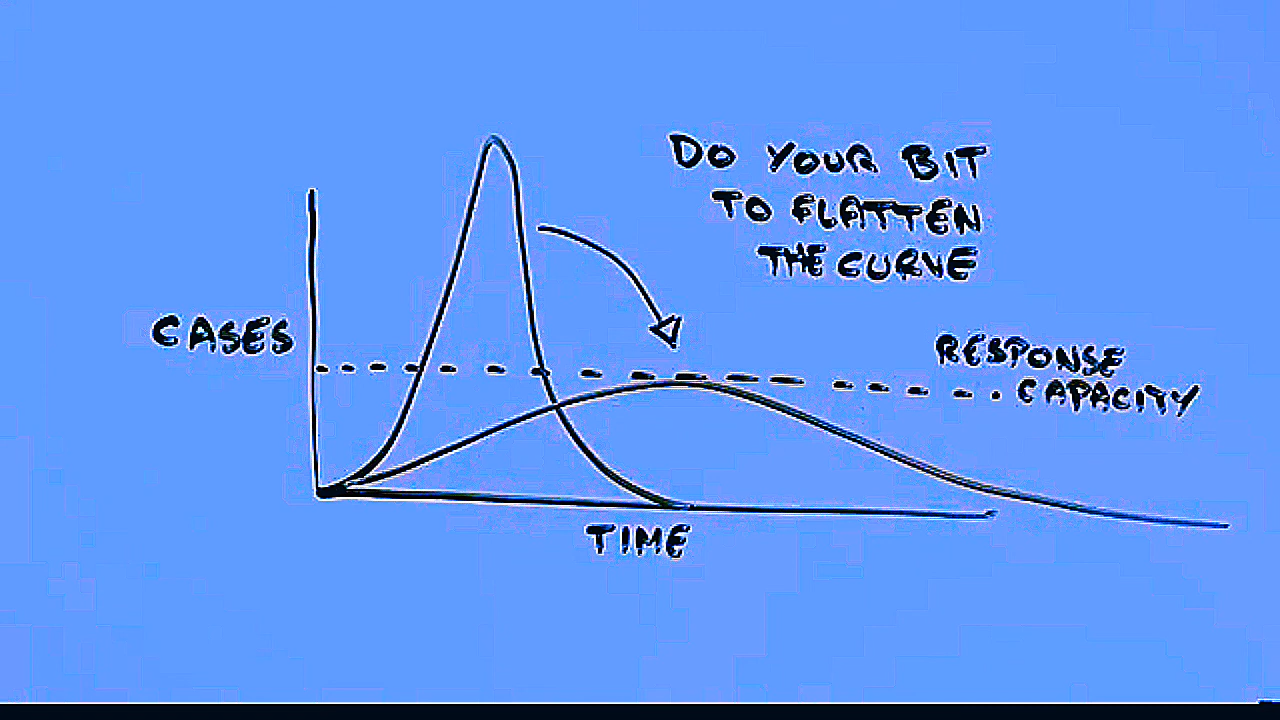 DO YOUR BIT
TO FLATTEN
THE CURVE
CASES
RESPONSE
CAPACITY
TIME